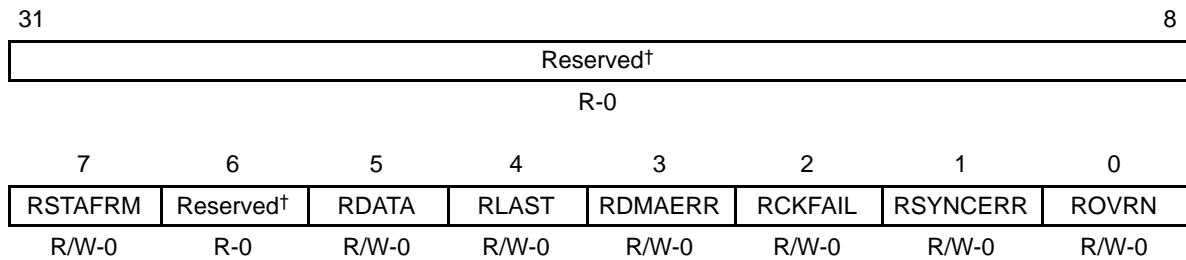 31 8
Reserved†
R-0
7 6 5 4 3 2 1 0
RSTAFRM Reserved† RDATA RLAST RDMAERR RCKFAIL RSYNCERR ROVRN
R/W-0 R-0 R/W-0 R/W-0 R/W-0 R/W-0 R/W-0 R/W-0